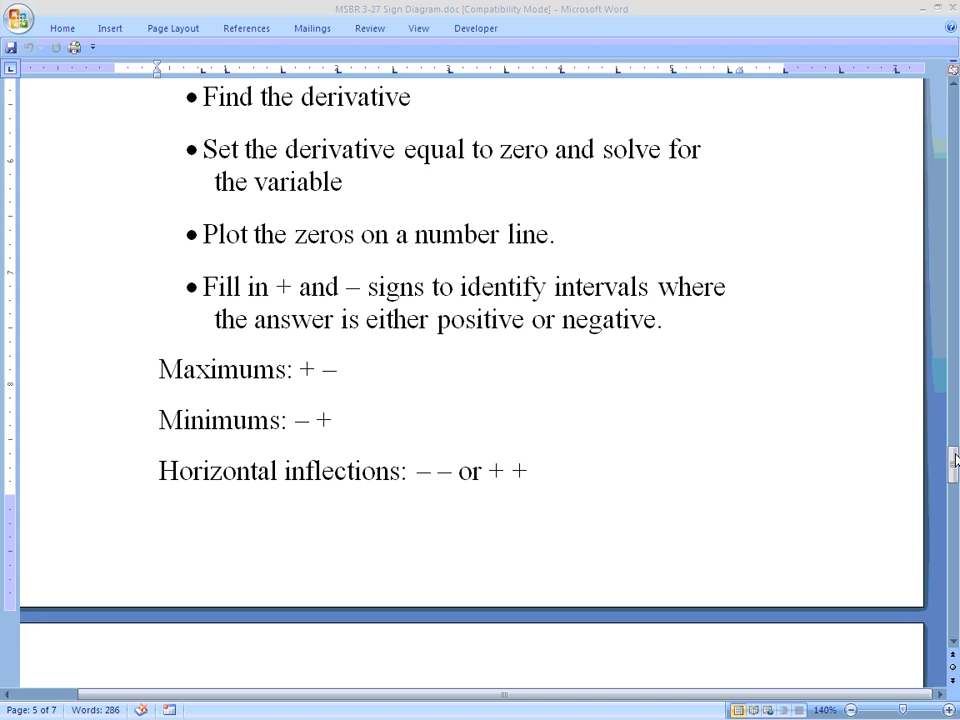 MSBR 3-27 Sign Diagram.doc [Compatibility Mode] - Microsoft Word
Home Insert Page Layout References Mailings Review View Developer
• Find the derivative
• Set the derivative equal to zero and solve for
the variable
• Plot the zeros on a number line.
• Fill in + and – signs to identify intervals where
the answer is either positive or negative.
Maximums: + –
Minimums: – +
Horizontal inflections: – – or + +
Page: 5 of 7 Words: 286 140%